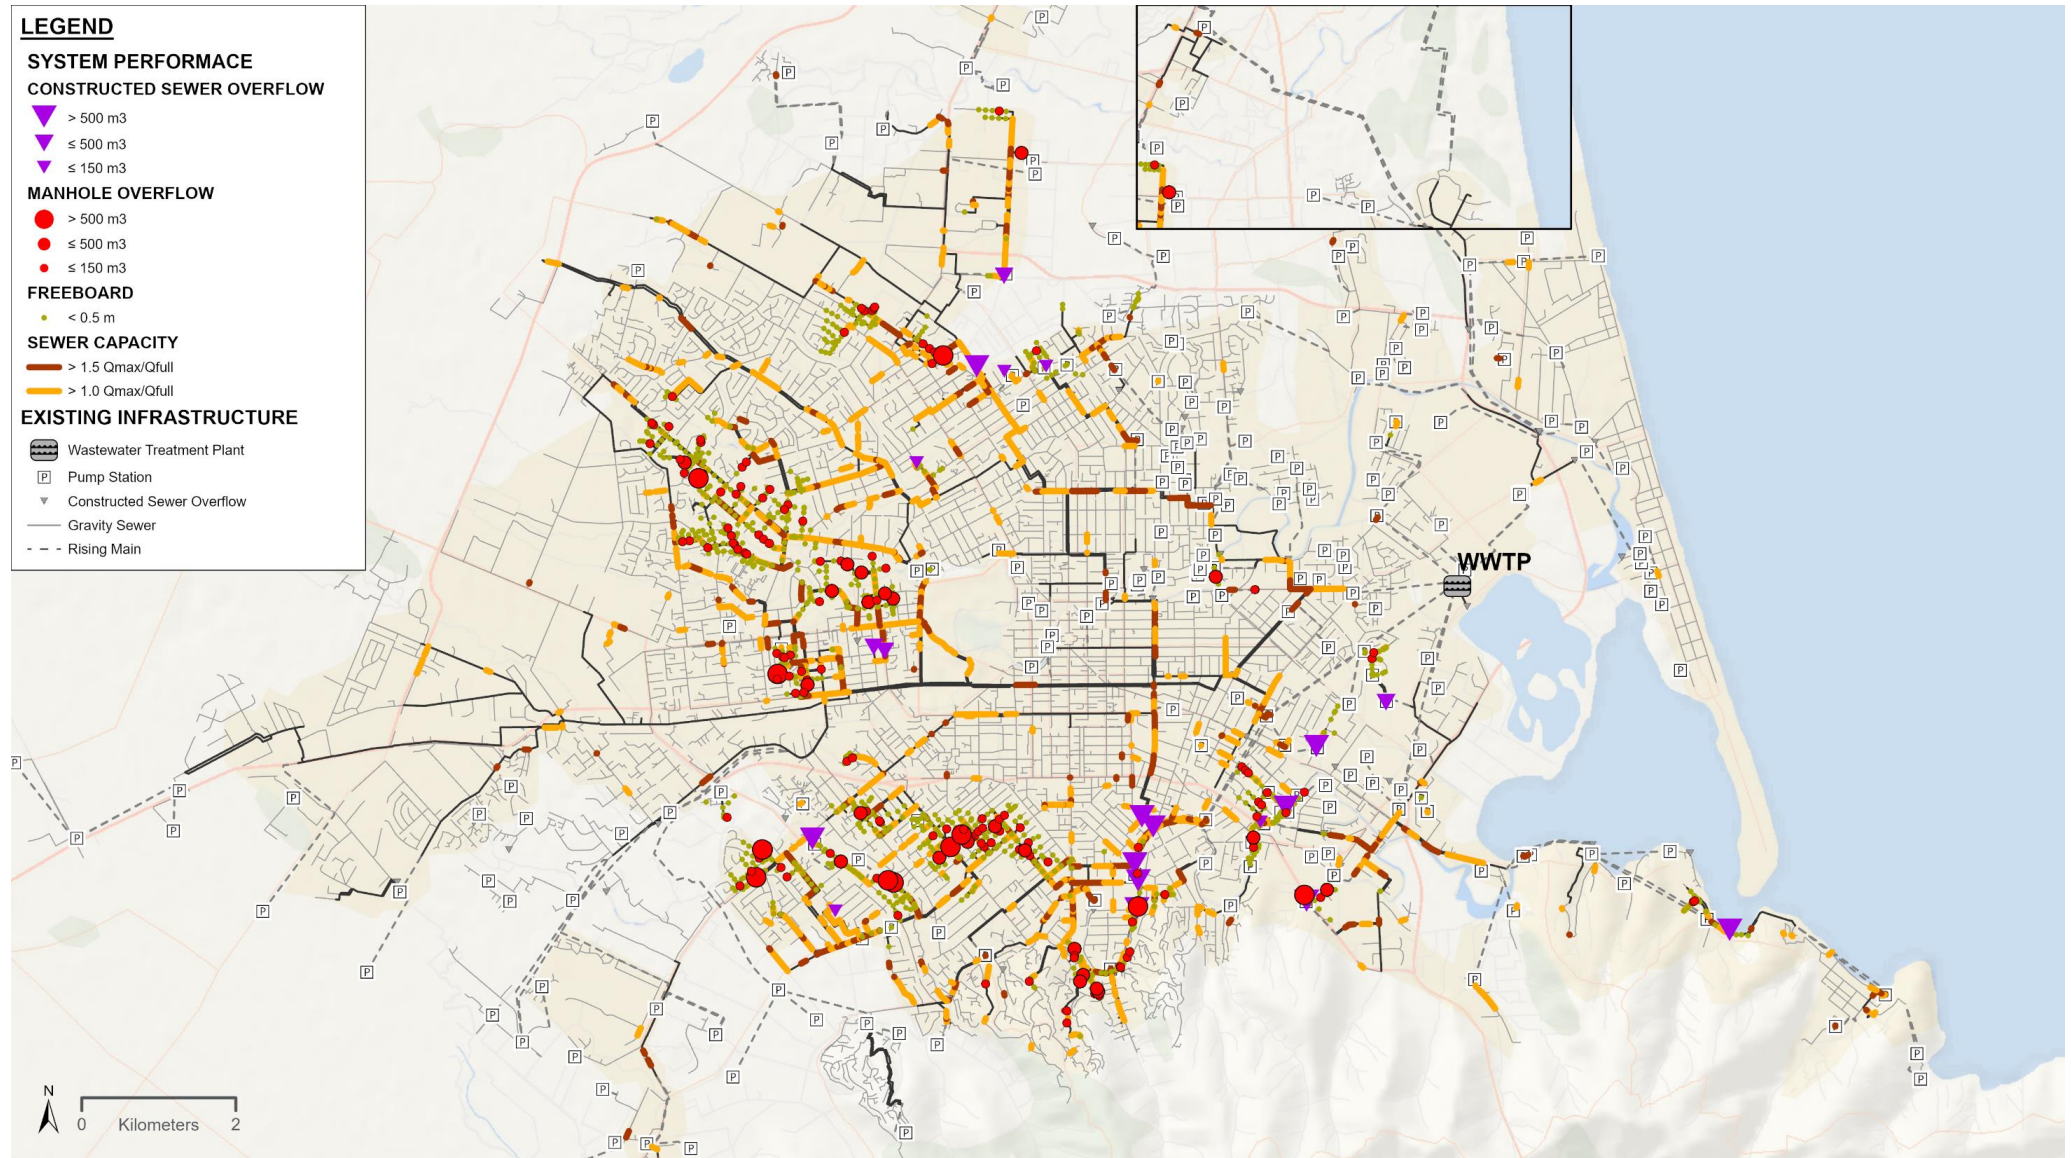 LEGEND
SYSTEM PERFORMACE
CONSTRUCTED SEWER OVERFLOW
> 500 m3
≤ 500 m3
≤ 150 m3
MANHOLE OVERFLOW
> 500 m3
≤ 500 m3
≤ 150 m3
FREEBOARD
< 0.5 m
SEWER CAPACITY
> 1.5 Qmax/Qfull
> 1.0 Qmax/Qfull
EXISTING INFRASTRUCTURE
Wastewater Treatment Plant
P Pump Station
Constructed Sewer Overflow
Gravity Sewer
Rising Main
WWTP
N
0 Kilometers 2